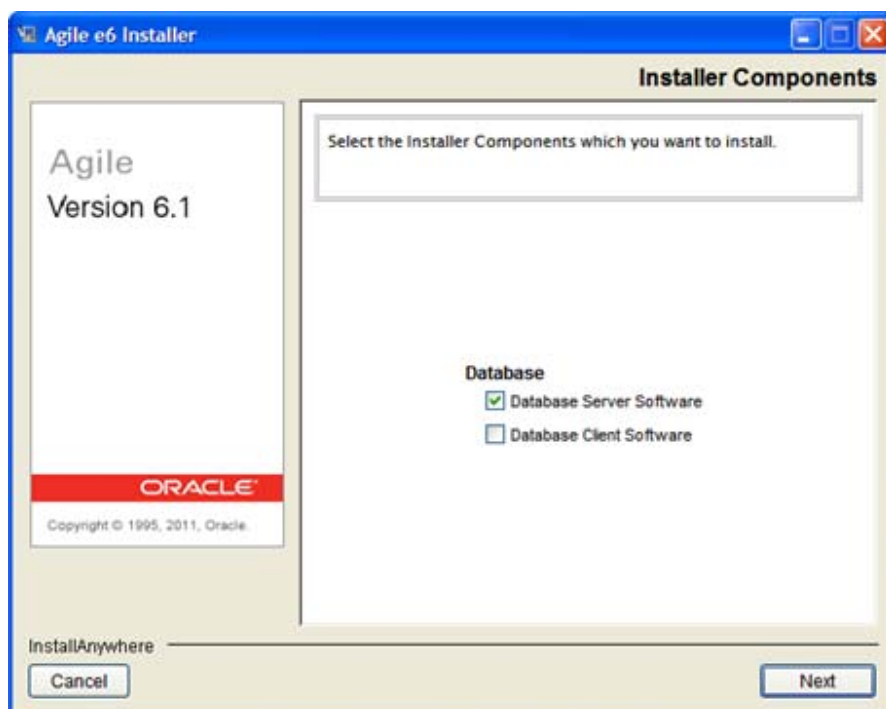 Agile e6 Installer
Installer Components
Agile
Version 6.1
ORACLE
Copyright © 1995, 2011, Oracle.
Select the Installer Components which you want to install.
Database
Database Server Software
Database Client Software
InstallAnywhere
Cancel
Next